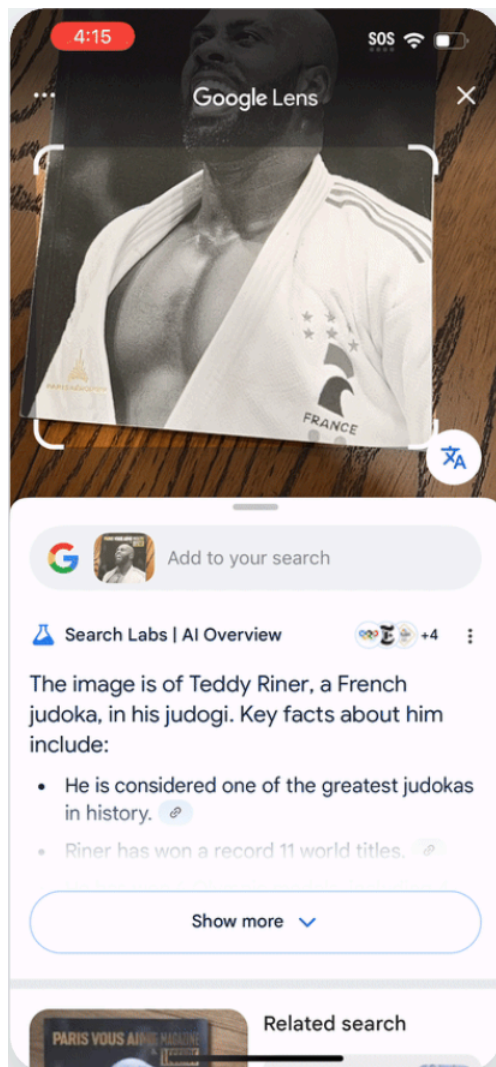 4:15
SOS
Google Lens
PARIS AÉROPORT
FRANCE
Add to your search
Search Labs | AI Overview
+4
The image is of Teddy Riner, a French
judoka, in his judogi. Key facts about him
include:
• He is considered one of the greatest judokas
in history.
• Riner has won a record 11 world titles.
Show more
PARIS VOUS AIME MAGAZINE
Related search